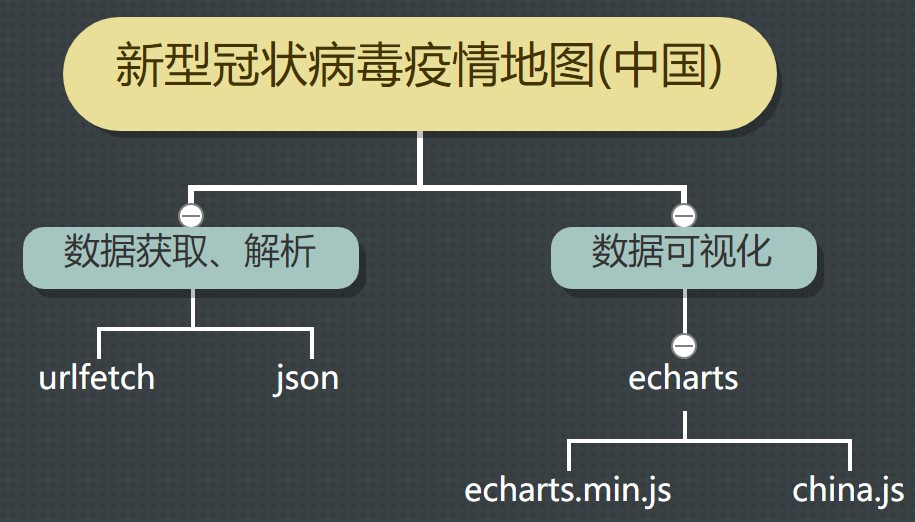 新型冠状病毒疫情地图(中国)
数据获取、解析
数据可视化
urlfetch
json
echarts
echarts.min.js
china.js